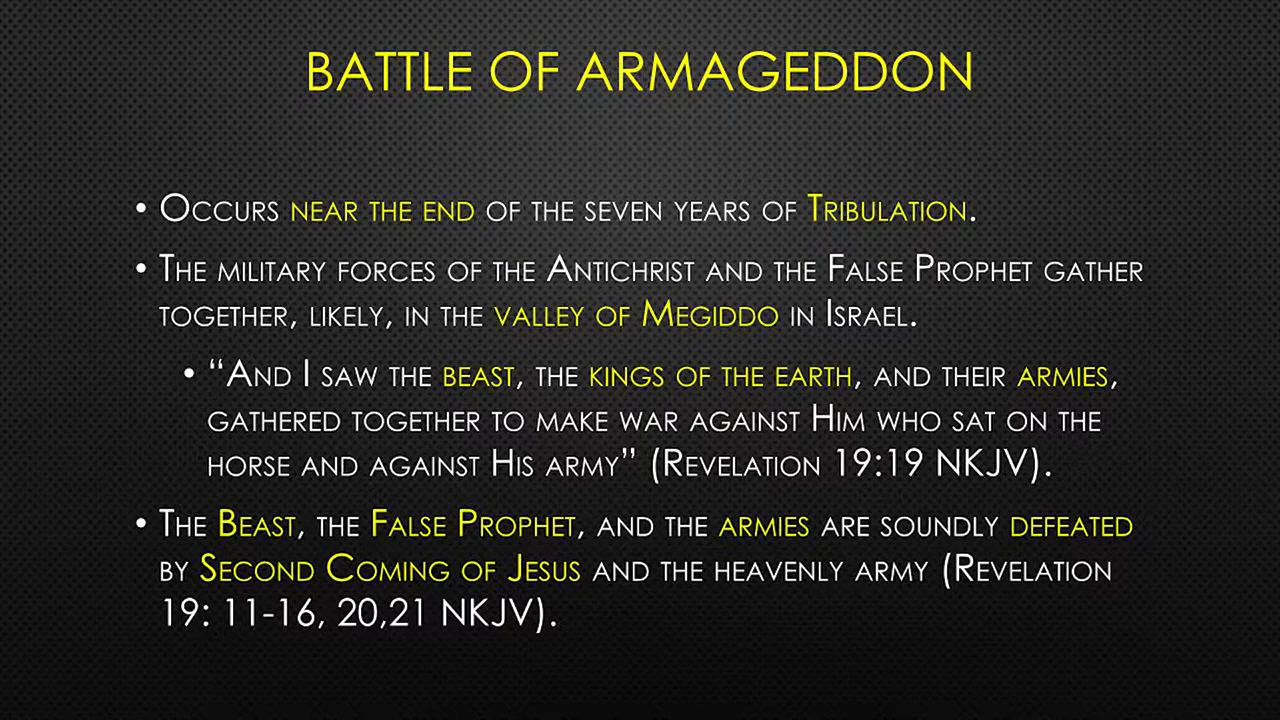 BATTLE OF ARMAGEDDON
• OCCURS NEAR THE END OF THE SEVEN YEARS OF TRIBULATION.
• THE MILITARY FORCES OF THE ANTICHRIST AND THE FALSE PROPHET GATHER
TOGETHER, LIKELY, IN THE VALLEY OF MEGIDDO IN ISRAEL.
• “AND I SAW THE BEAST, THE KINGS OF THE EARTH, AND THEIR ARMIES,
GATHERED TOGETHER TO MAKE WAR AGAINST HIM WHO SAT ON THE
HORSE AND AGAINST HIS ARMY” (REVELATION 19:19 NKJV).
• THE BEAST, THE FALSE PROPHET, AND THE ARMIES ARE SOUNDLY DEFEATED
BY SECOND COMING OF JESUS AND THE HEAVENLY ARMY (REVELATION
19: 11-16, 20,21 NKJV).